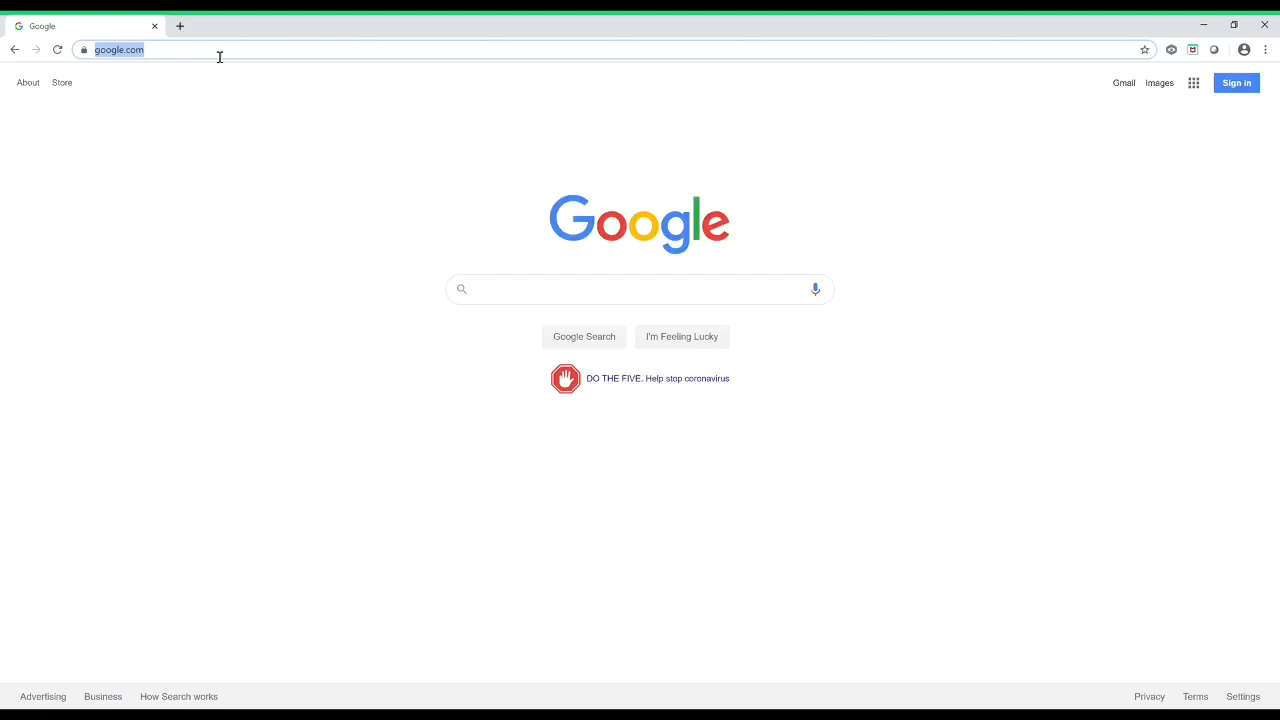 Google
google.com
About Store
Gmail Images Sign in
Google
Google Search I'm Feeling Lucky
DO THE FIVE. Help stop coronavirus
Advertising Business How Search works
Privacy Terms Settings